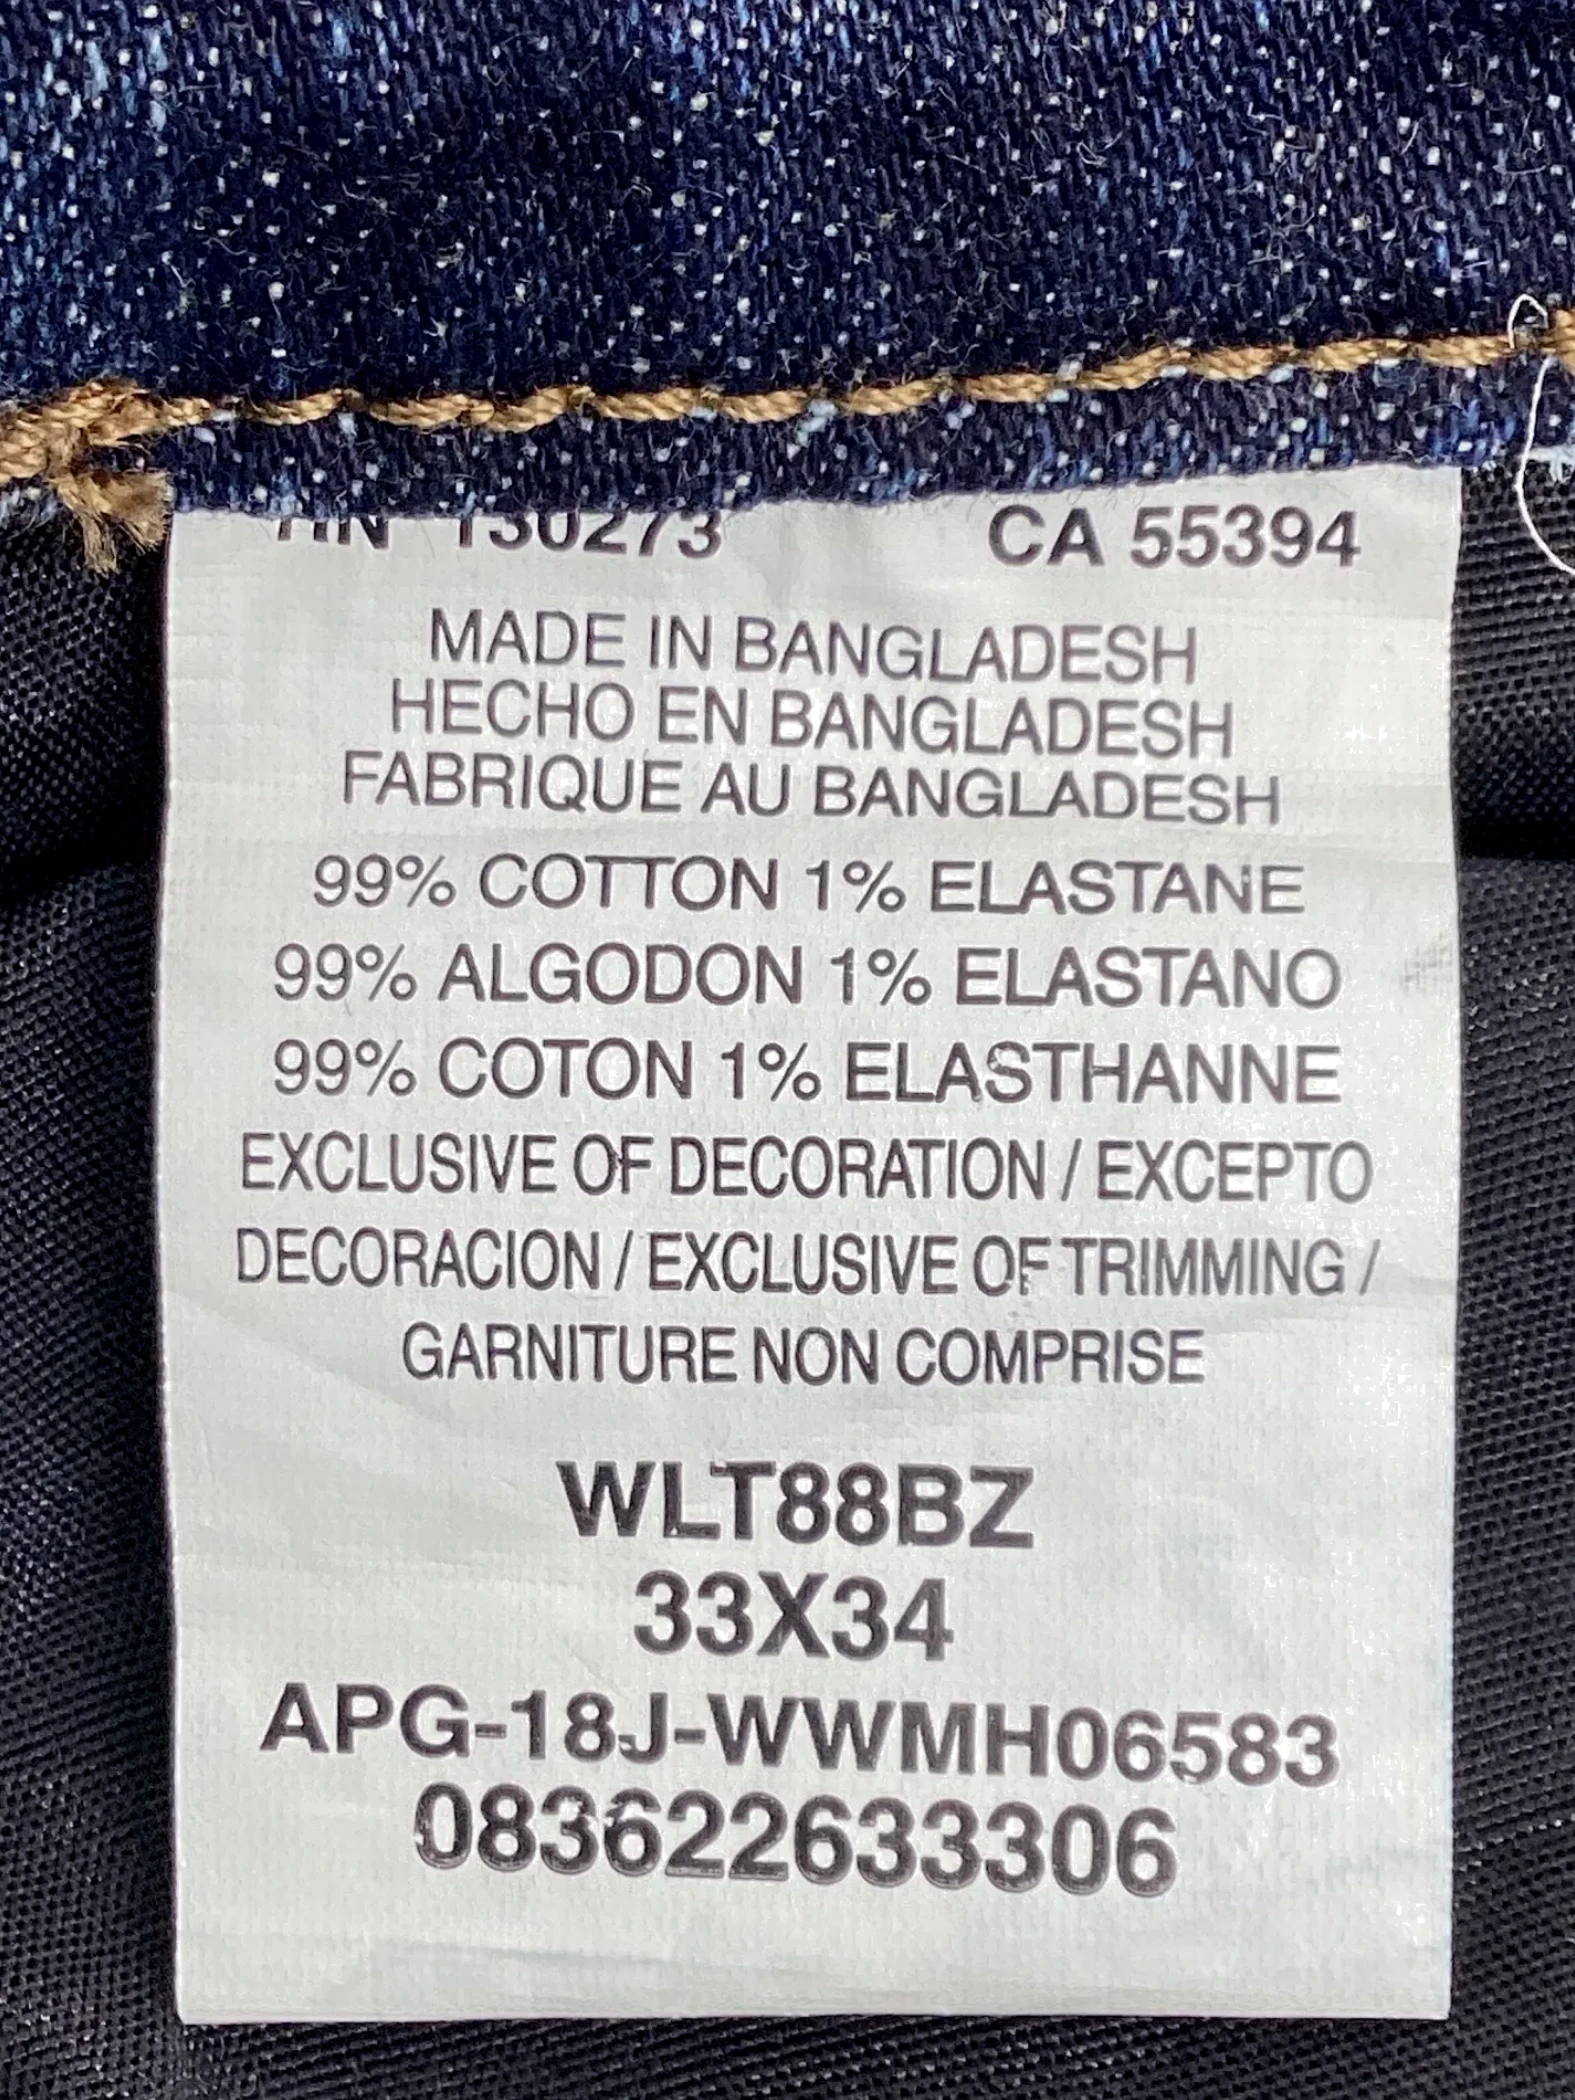 RN 130273 CA 55394
MADE IN BANGLADESH
HECHO EN BANGLADESH
FABRIQUE AU BANGLADESH
99% COTTON 1% ELASTANE
99% ALGODON 1% ELASTANO
99% COTON 1% ELASTHANNE
EXCLUSIVE OF DECORATION / EXCEPTO
DECORACION / EXCLUSIVE OF TRIMMING /
GARNITURE NON COMPRISE
WLT88BZ
33X34
APG-18J-WWMH06583
083622633306